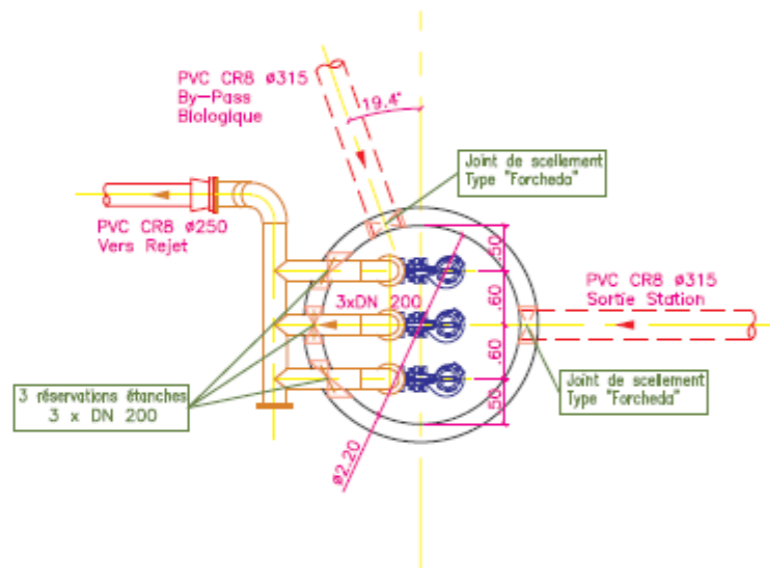 PVC CR8 ø315
By-Pass
Biologique
19.4°
Joint de scellement
Type "Forcheda"
PVC CR8 ø250
Vers Rejet
.50
.60
3xDN 200
PVC CR8 ø315
Sortie Station
.60
3 réservations étanches
3 x DN 200
Joint de scellement
Type "Forcheda"
.50
ø2.20